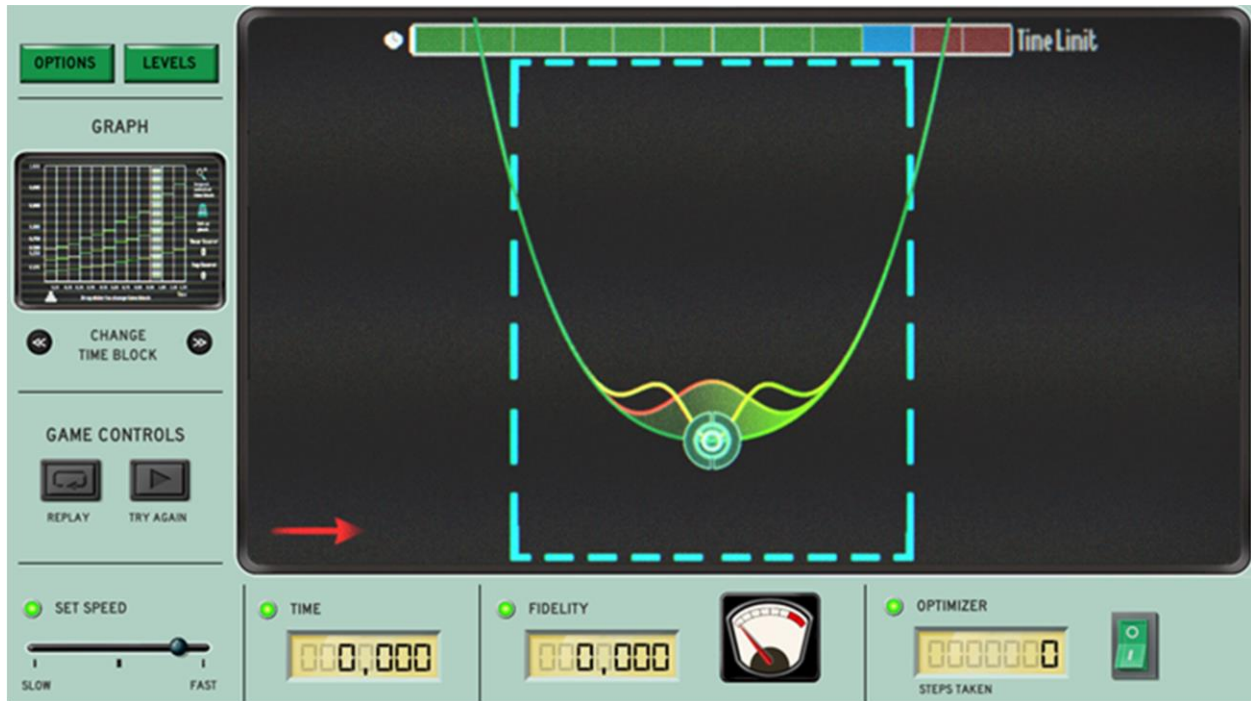 OPTIONS
LEVELS
Time Limit
GRAPH
CHANGE
TIME BLOCK
GAME CONTROLS
REPLAY
TRY AGAIN
SET SPEED
SLOW
FAST
TIME
0,000
FIDELITY
0,000
OPTIMIZER
0
STEPS TAKEN